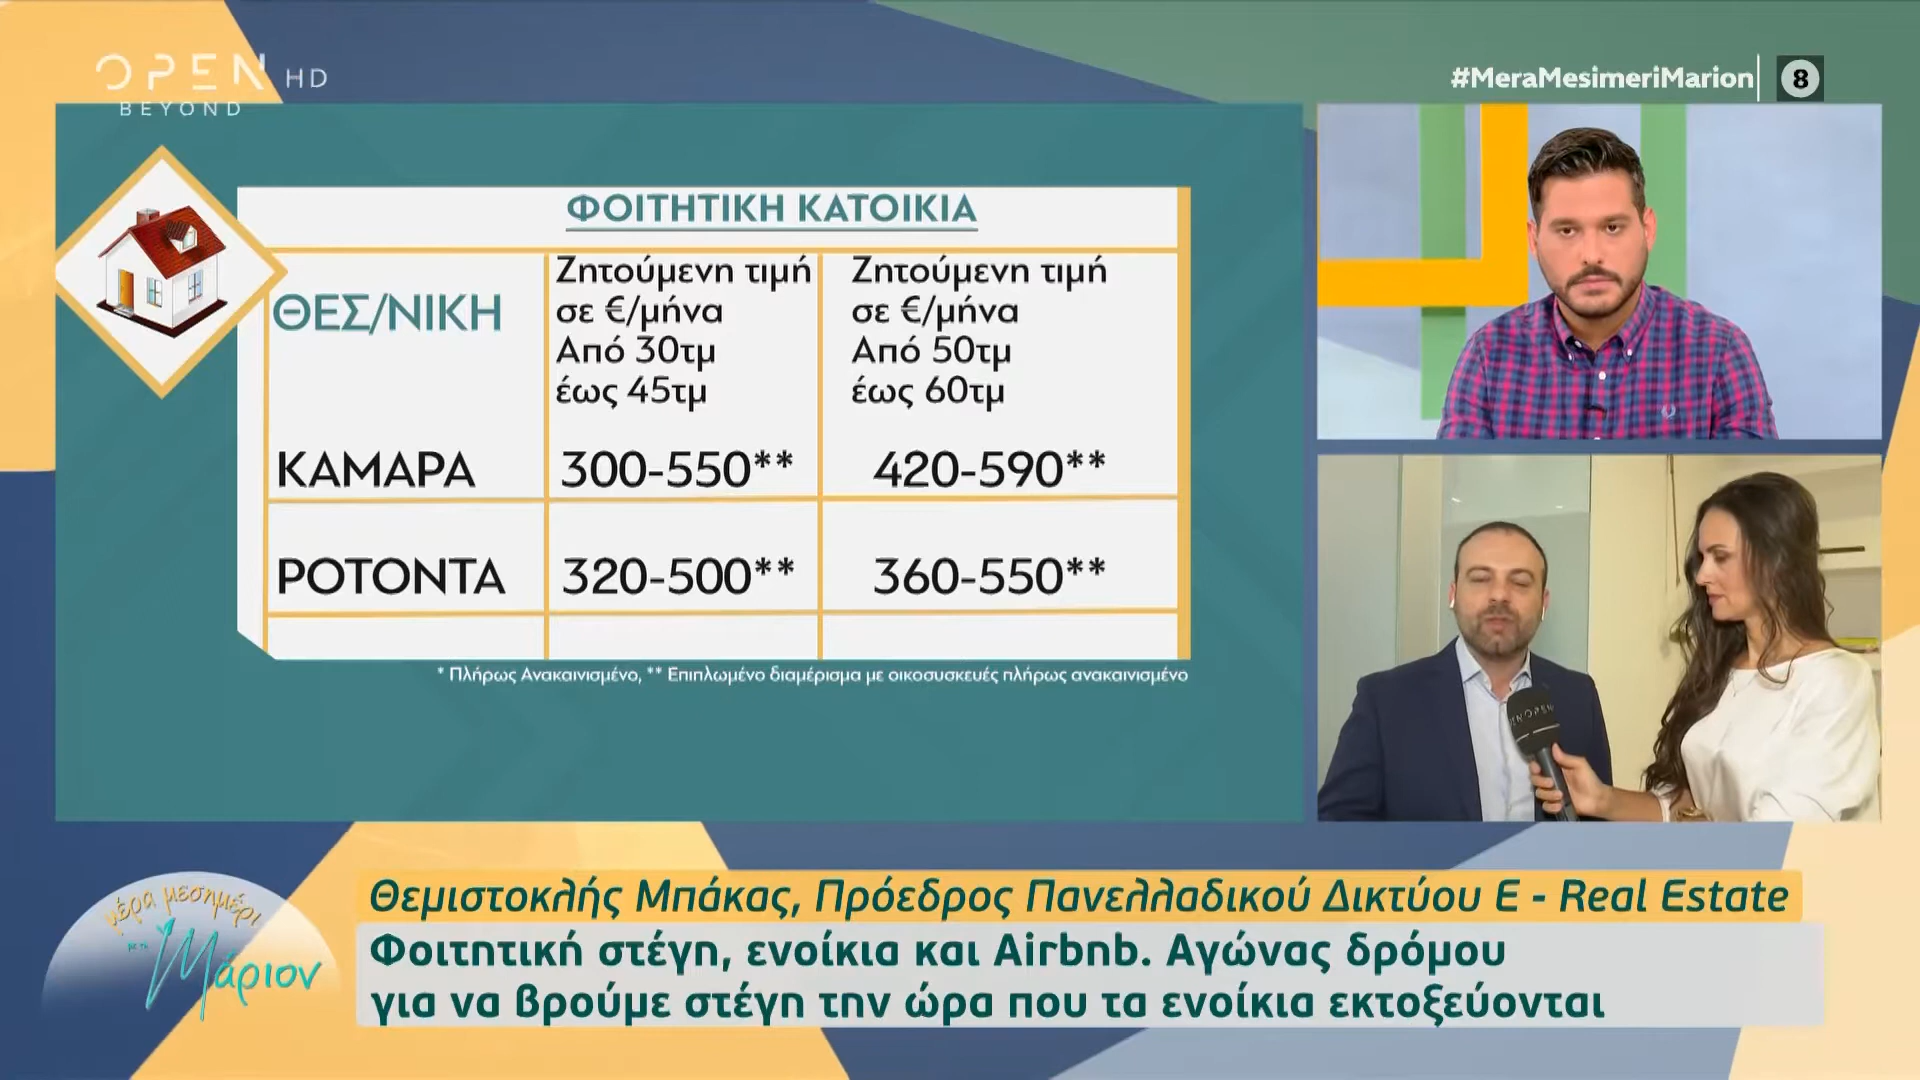 OPEN HD
BEYOND
#MeraMesimeriMarion
8
ΦΟΙΤΗΤΙΚΗ ΚΑΤΟΙΚΙΑ
ΘΕΣ/ΝΙΚΗ
Ζητούμενη τιμή
σε €/μήνα
Από 30τμ
έως 45τμ
Ζητούμενη τιμή
σε €/μήνα
Από 50τμ
έως 60τμ
ΚΑΜΑΡΑ 300-550** 420-590**
ΡΟΤΟΝΤΑ 320-500** 360-550**
* Πλήρως Ανακαινισμένο, ** Επιπλωμένο διαμέρισμα με οικοσυσκευές πλήρως ανακαινισμένο
OPEN
Θεμιστοκλής Μπάκας, Πρόεδρος Πανελλαδικού Δικτύου E - Real Estate
Φοιτητική στέγη, ενοίκια και Airbnb. Αγώνας δρόμου
για να βρούμε στέγη την ώρα που τα ενοίκια εκτοξεύονται
μέρα μεσημέρι
με τη
Μάριον